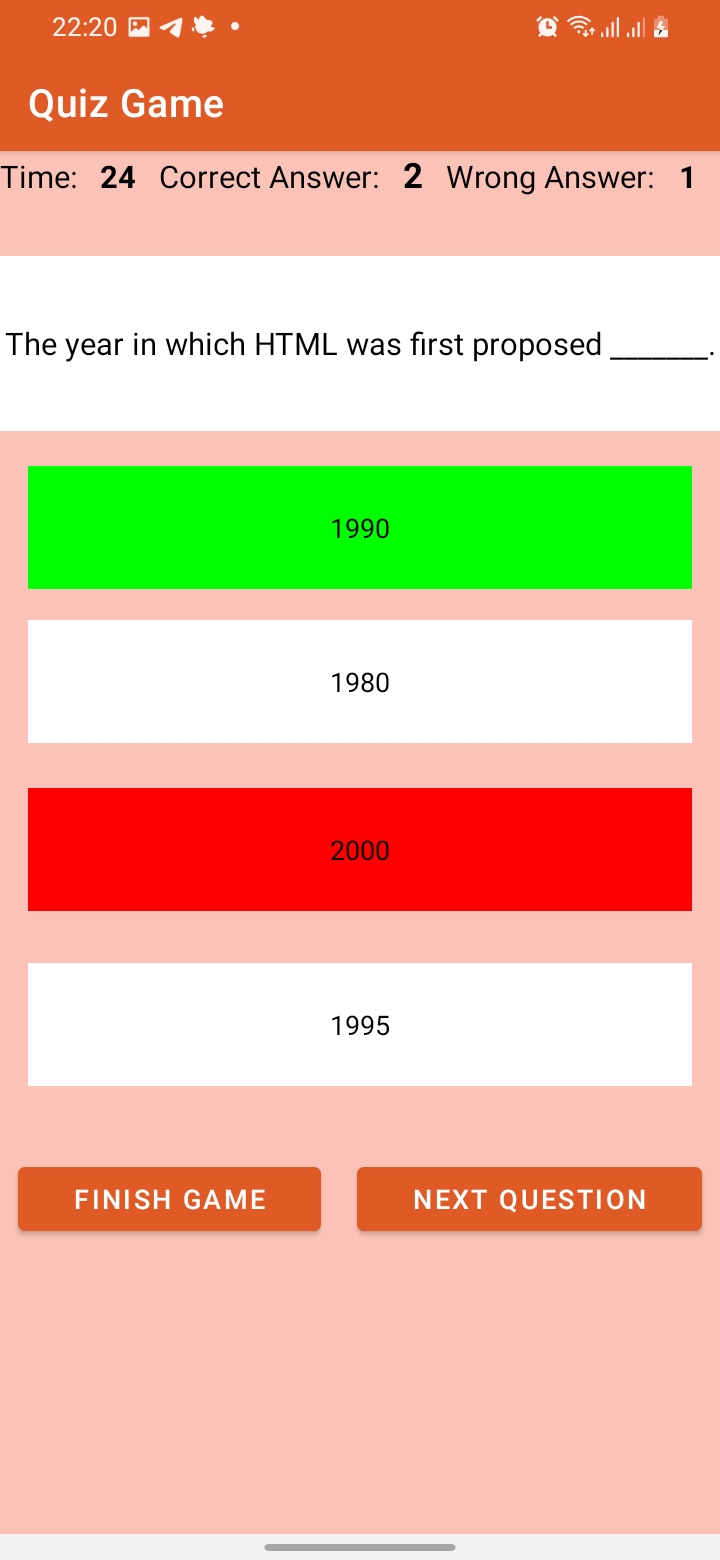 22:20
Quiz Game
Time: 24 Correct Answer: 2 Wrong Answer: 1
The year in which HTML was first proposed _______.
1990
1980
2000
1995
FINISH GAME NEXT QUESTION